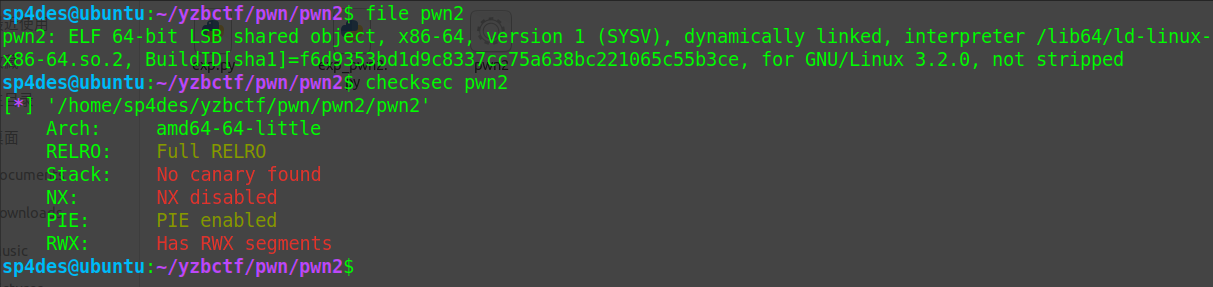 sp4des@ubuntu:~/yzbctf/pwn/pwn2$ file pwn2
pwn2: ELF 64-bit LSB shared object, x86-64, version 1 (SYSV), dynamically linked, interpreter /lib64/ld-linux-
x86-64.so.2, BuildID[sha1]=f6d9353bd1d9c8337cc75a638bc221065c55b3ce, for GNU/Linux 3.2.0, not stripped
sp4des@ubuntu:~/yzbctf/pwn/pwn2$ checksec pwn2
[*] '/home/sp4des/yzbctf/pwn/pwn2/pwn2'
Arch: amd64-64-little
RELRO: Full RELRO
Stack: No canary found
NX: NX disabled
PIE: PIE enabled
RWX: Has RWX segments
sp4des@ubuntu:~/yzbctf/pwn/pwn2$